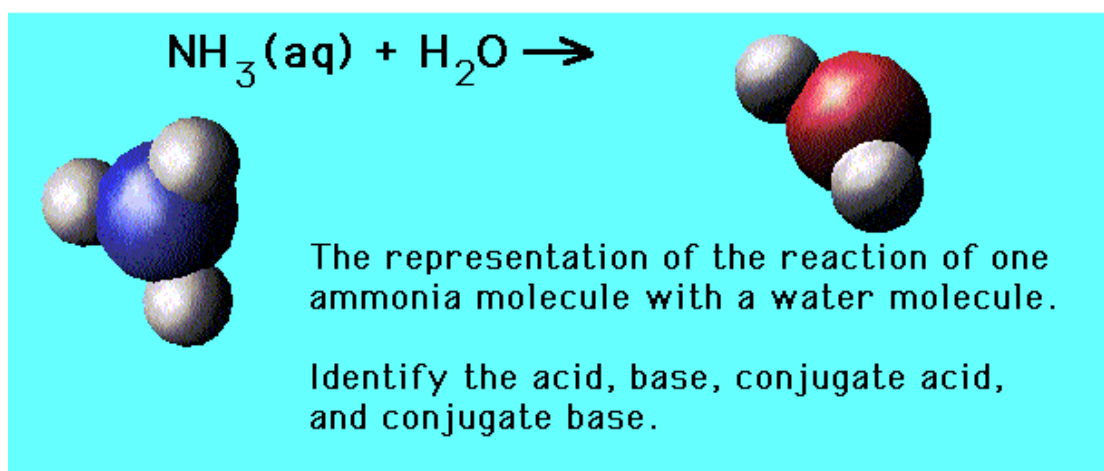 NH₃(aq) + H₂O →
The representation of the reaction of one
ammonia molecule with a water molecule.
Identify the acid, base, conjugate acid,
and conjugate base.